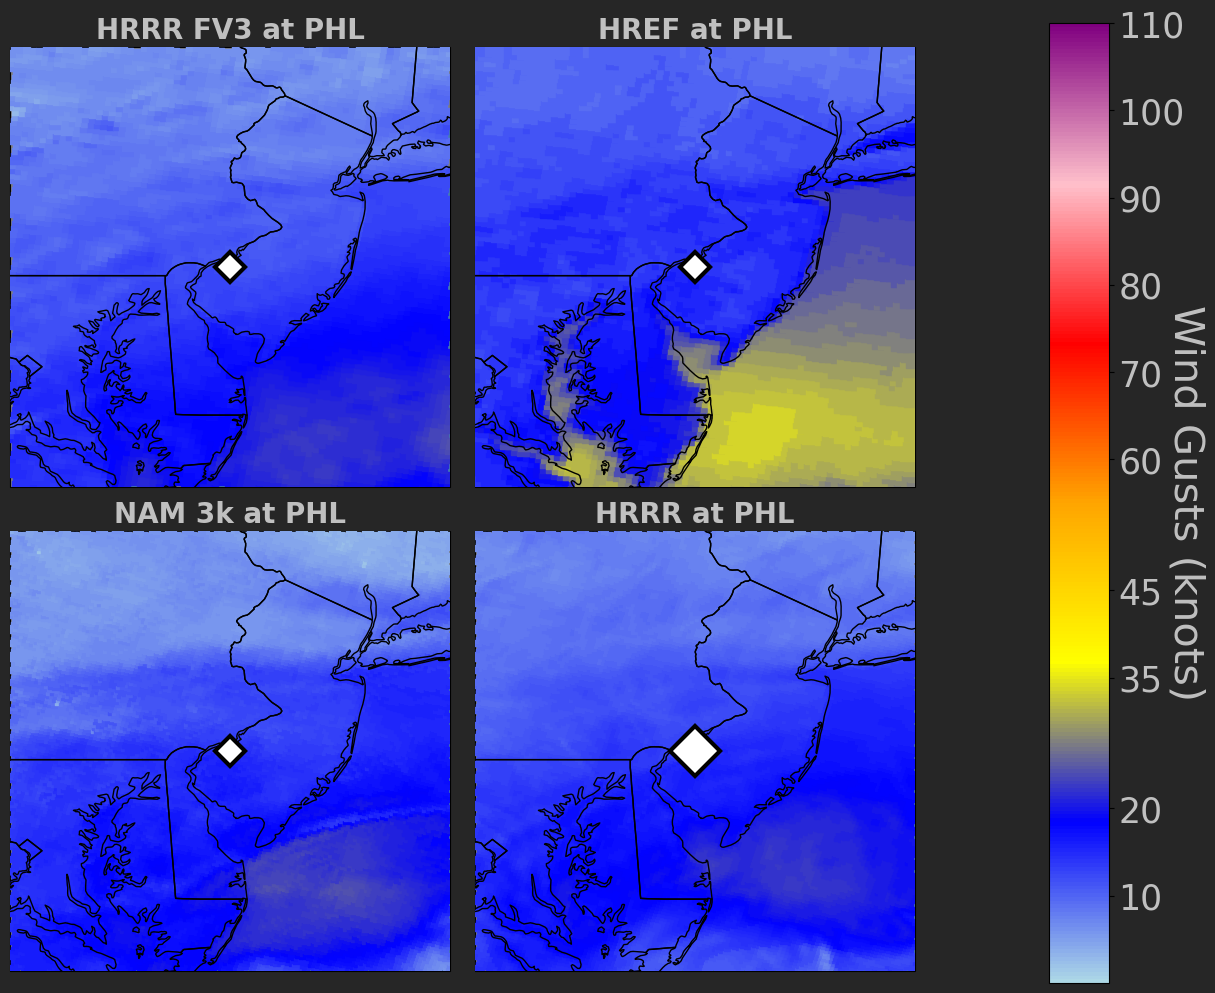 HRRR FV3 at PHL
HREF at PHL
NAM 3k at PHL
HRRR at PHL
110
100
90
80
70
60
45
35
20
10
Wind Gusts (knots)